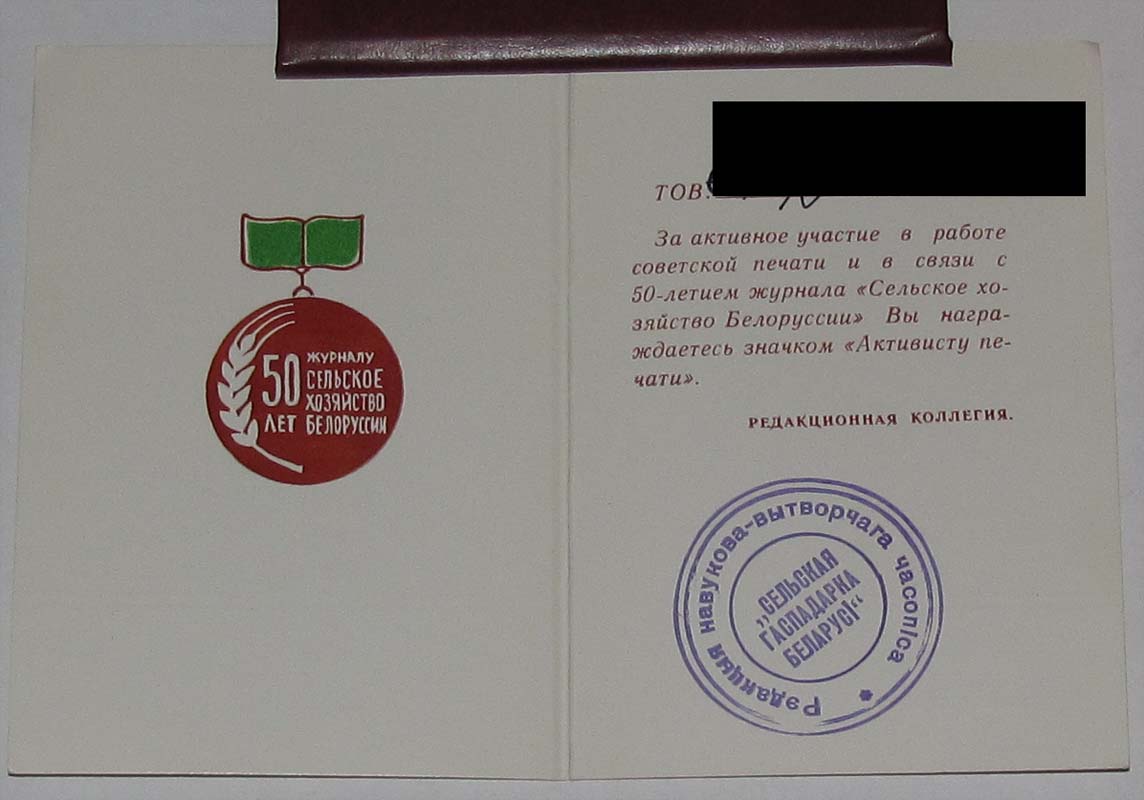 50
ЛЕТ
ЖУРНАЛУ
СЕЛЬСКОЕ
ХОЗЯЙСТВО
БЕЛОРУССИИ
ТОВ.
За активное участие в работе
советской печати и в связи с
50-летием журнала «Сельское хо-
зяйство Белоруссии» Вы награ-
ждаетесь значком «Активисту пе-
чати».
РЕДАКЦИОННАЯ КОЛЛЕГИЯ.
Рэдакцыя навукова-вытворчага часопіса *
„СЕЛЬСКАЯ
ГАСПАДАРКА
БЕЛАРУСІ“